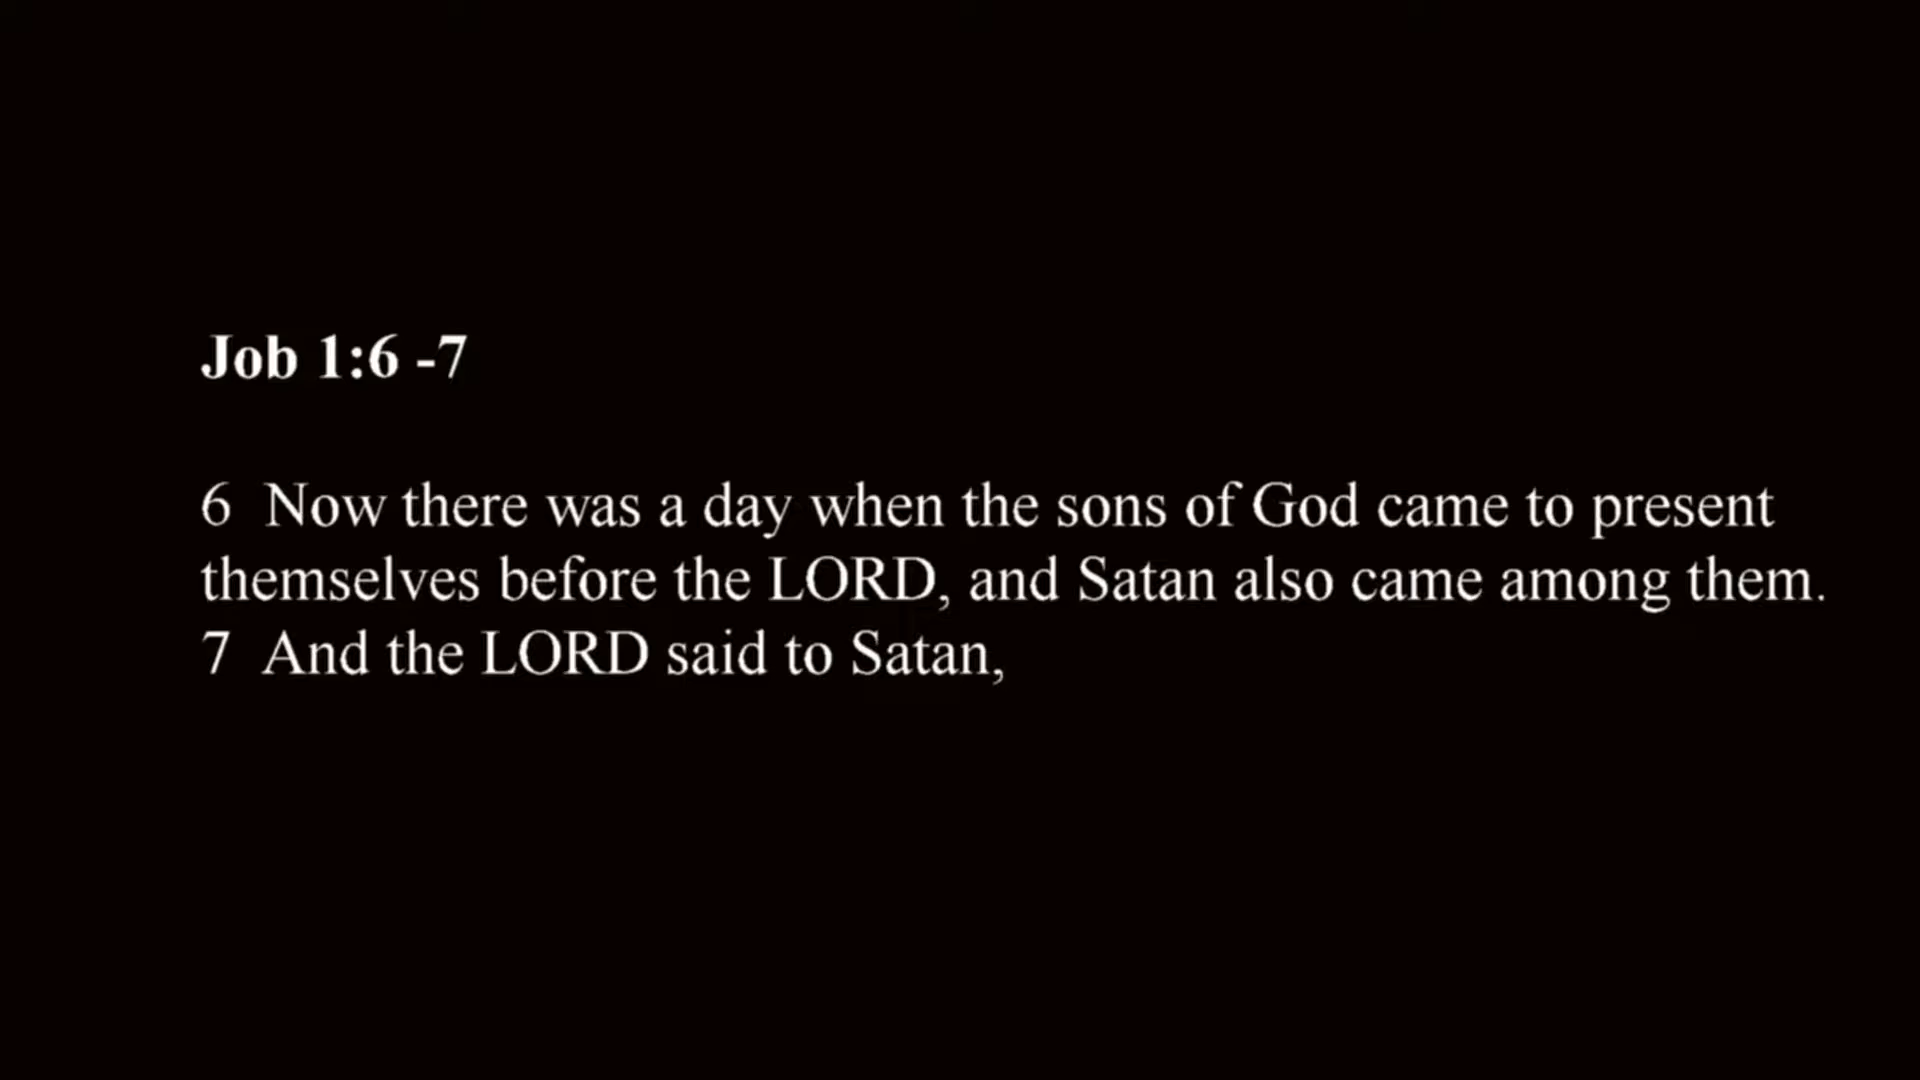 Job 1:6 -7
6 Now there was a day when the sons of God came to present
themselves before the LORD, and Satan also came among them.
7 And the LORD said to Satan,